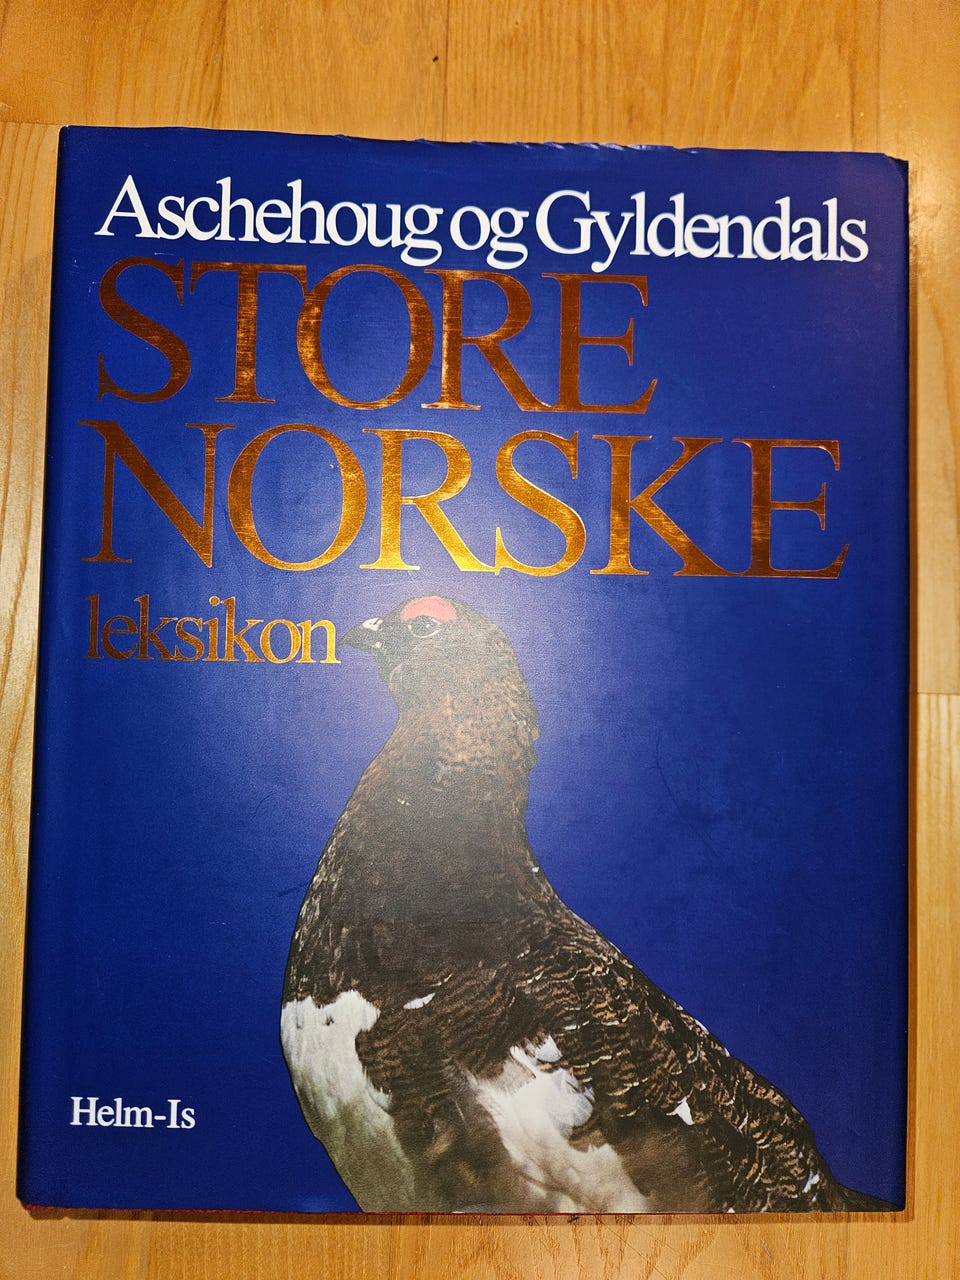 Aschehoug og Gyldendals
STORE
NORSKE
leksikon
Helm-Is